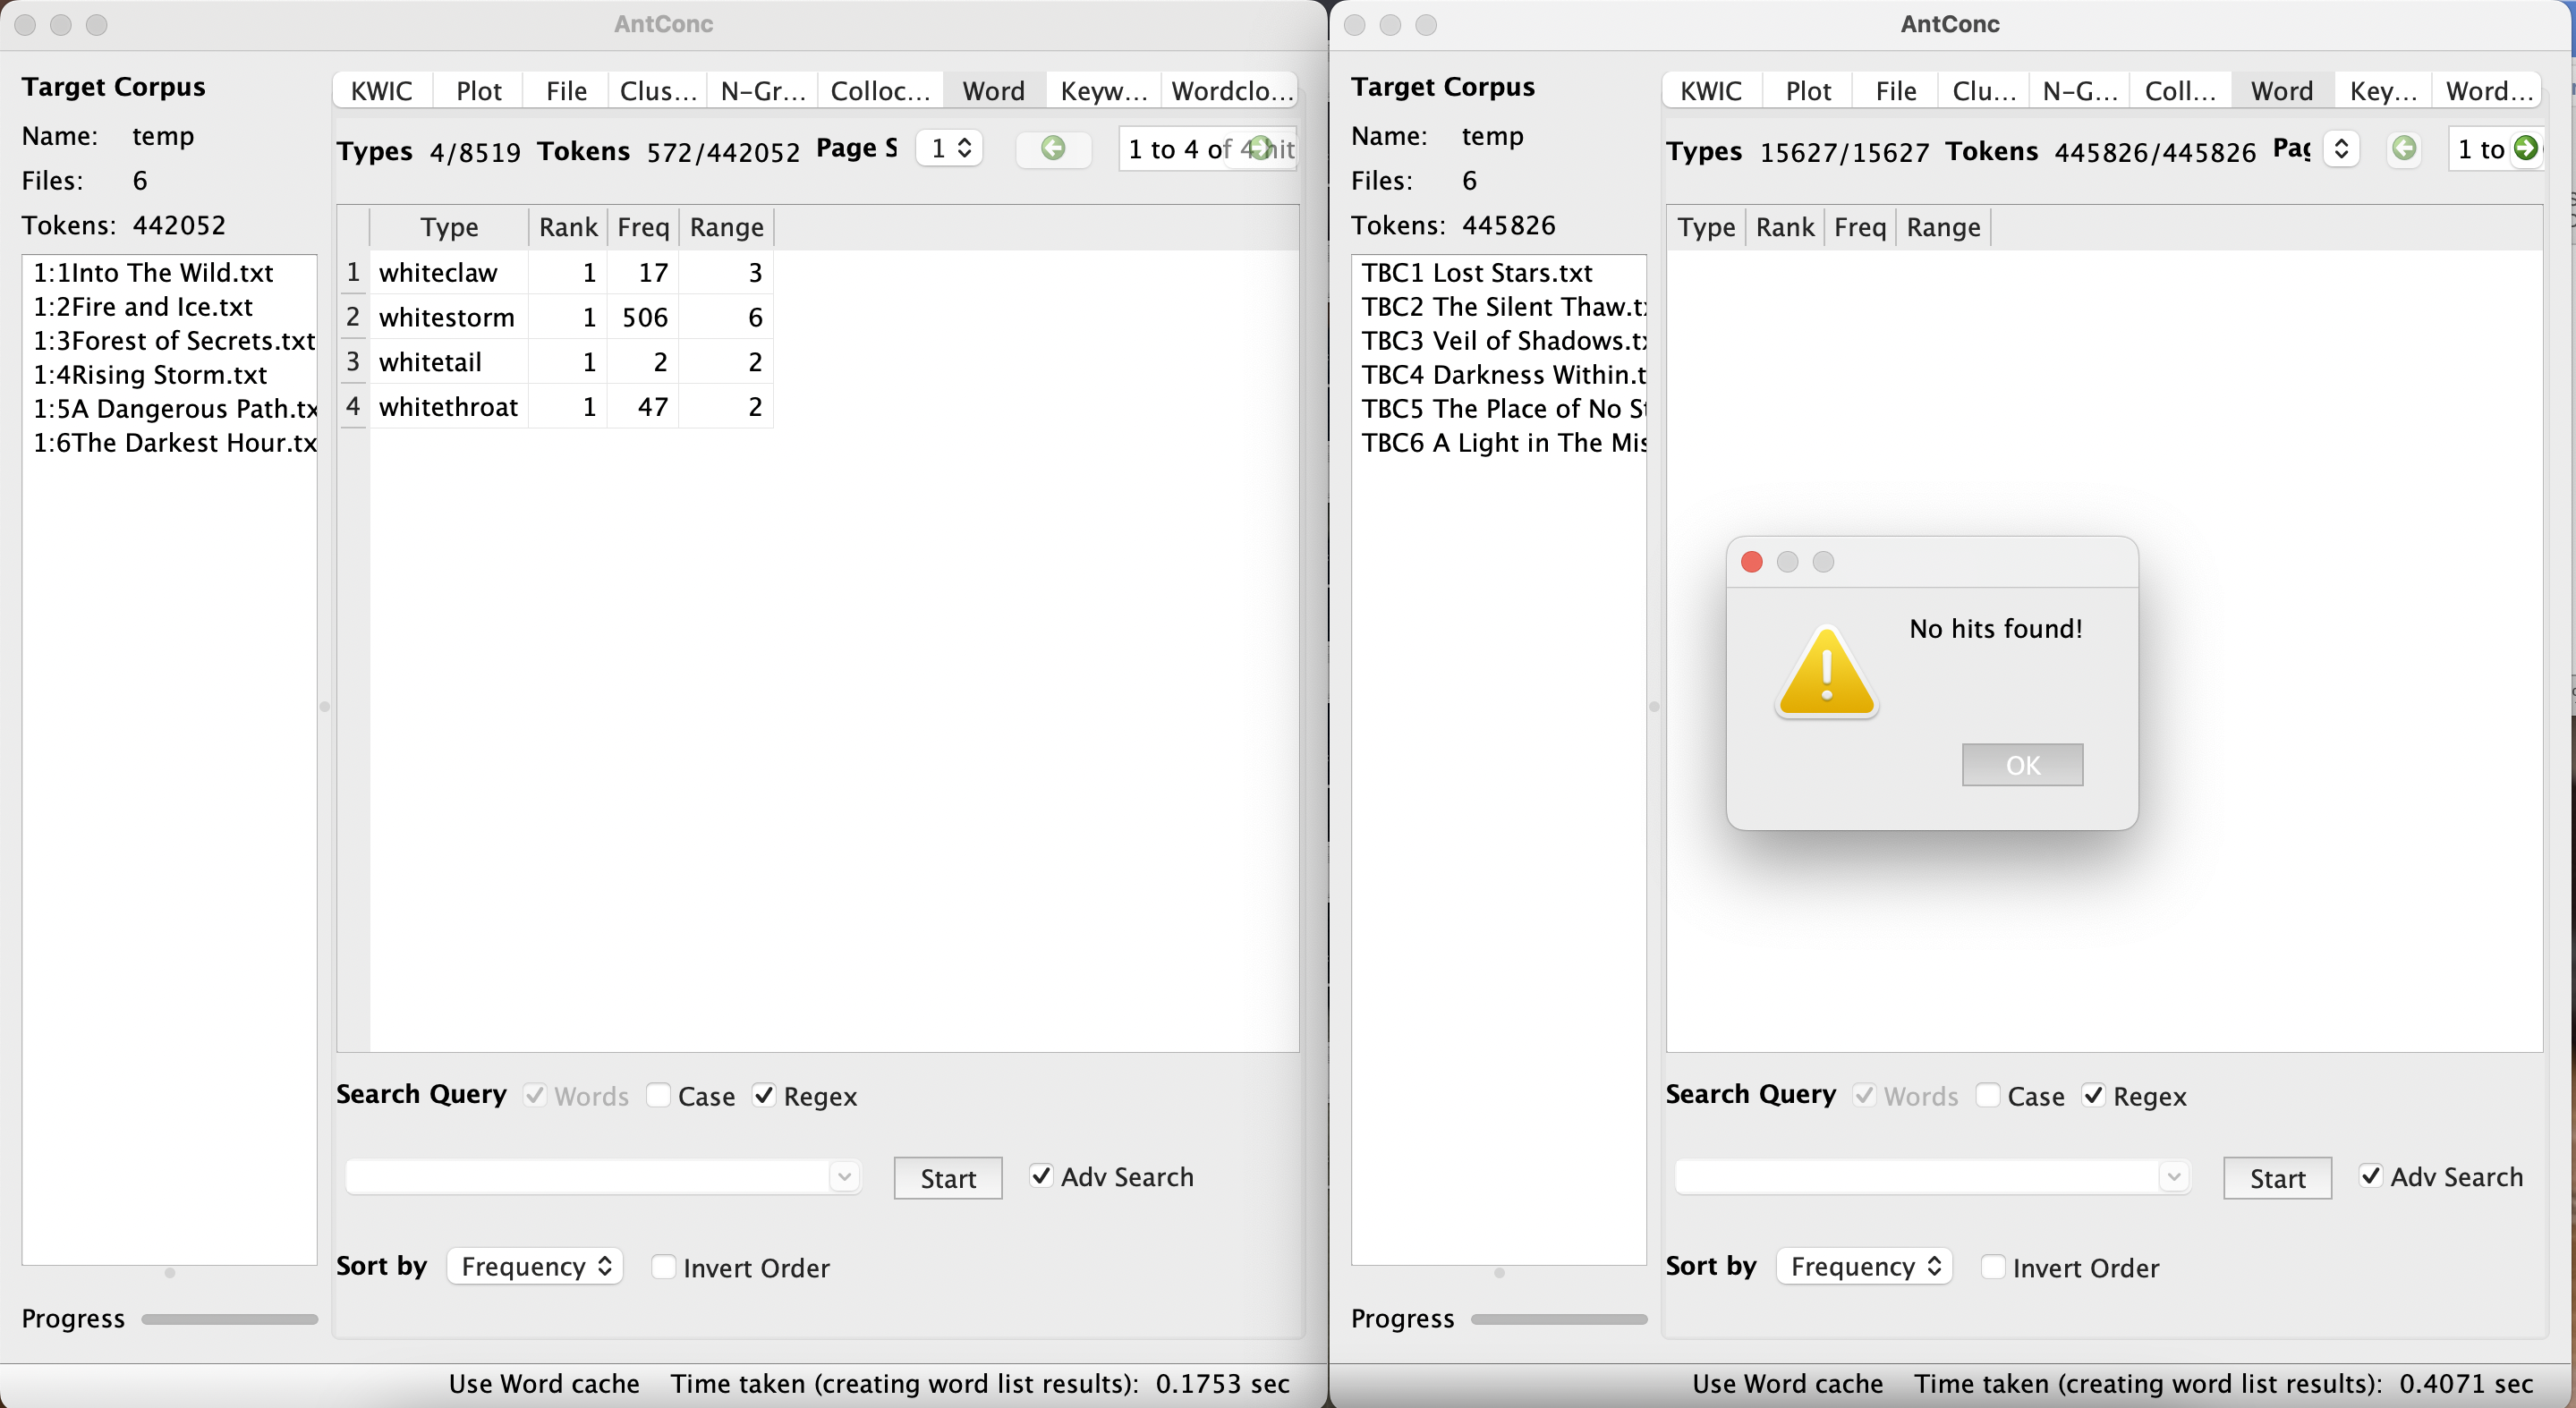 AntConc
Target Corpus
Name: temp
Files: 6
Tokens: 442052
1:1Into The Wild.txt
1:2Fire and Ice.txt
1:3Forest of Secrets.txt
1:4Rising Storm.txt
1:5A Dangerous Path.tx
1:6The Darkest Hour.tx
Progress
KWIC Plot File Clus... N-Gr... Colloc... Word Keyw... Wordclo...
Types 4/8519 Tokens 572/442052 Page S 1 1 to 4 of 4 hit
Type Rank Freq Range
1 whiteclaw 1 17 3
2 whitestorm 1 506 6
3 whitetail 1 2 2
4 whitethroat 1 47 2
Search Query Words Case Regex
Start Adv Search
Sort by Frequency Invert Order
Use Word cache Time taken (creating word list results): 0.1753 sec
AntConc
Target Corpus
Name: temp
Files: 6
Tokens: 445826
TBC1 Lost Stars.txt
TBC2 The Silent Thaw.t
TBC3 Veil of Shadows.t
TBC4 Darkness Within.t
TBC5 The Place of No S
TBC6 A Light in The Mis
Progress
KWIC Plot File Clu... N-G... Coll... Word Key... Word...
Types 15627/15627 Tokens 445826/445826 Pag 1 to
Type Rank Freq Range
No hits found!
OK
Search Query Words Case Regex
Start Adv Search
Sort by Frequency Invert Order
Use Word cache Time taken (creating word list results): 0.4071 sec